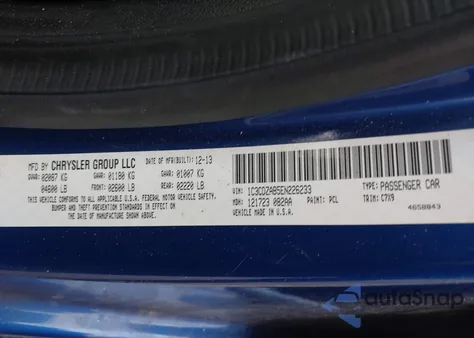 MFD BY CHRYSLER GROUP LLC DATE OF MFR(BUILT): 12-13
GVWR: 02087 KG GAWR: 01180 KG GAWR: 01007 KG
04600 LB FRONT: 02600 LB REAR: 02220 LB
THIS VEHICLE CONFORMS TO ALL APPLICABLE U.S.A. FEDERAL MOTOR VEHICLE SAFETY,
BUMPER AND THEFT PREVENTION STANDARDS IN EFFECT
ON THE DATE OF MANUFACTURE SHOWN ABOVE.
VIN: 1C3CDZAB5EN226233 TYPE: PASSENGER CAR
MDH: 121723 082AA PAINT: PCL TRIM: C7X9
4658843
autoSnap